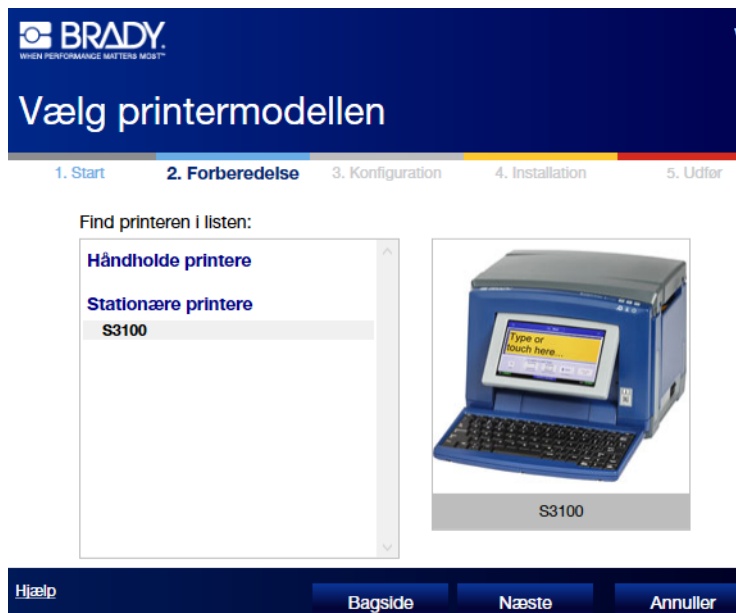 BRADY.
WHEN PERFORMANCE MATTERS MOST™
Vælg printermodellen
1. Start
2. Forberedelse
3. Konfiguration
4. Installation
5. Udfør
Find printeren i listen:
Håndholde printere
Stationære printere
S3100
Type or
touch here...
S3100
Hjælp
Bagside
Næste
Annuller